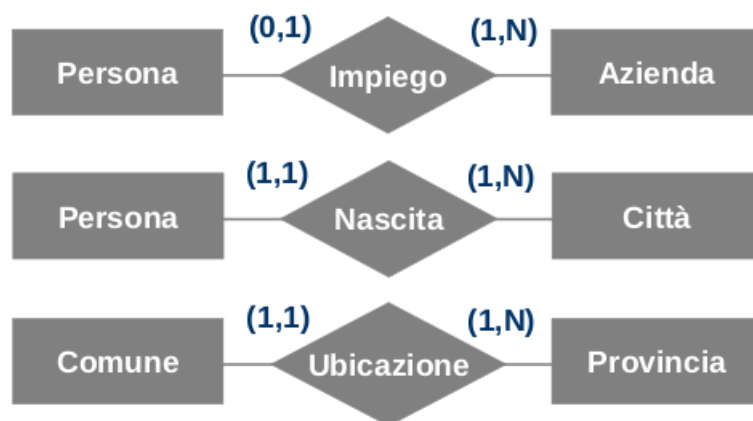 (0,1) (1,N)
Persona Impiego Azienda
(1,1) (1,N)
Persona Nascita Città
(1,1) (1,N)
Comune Ubicazione Provincia